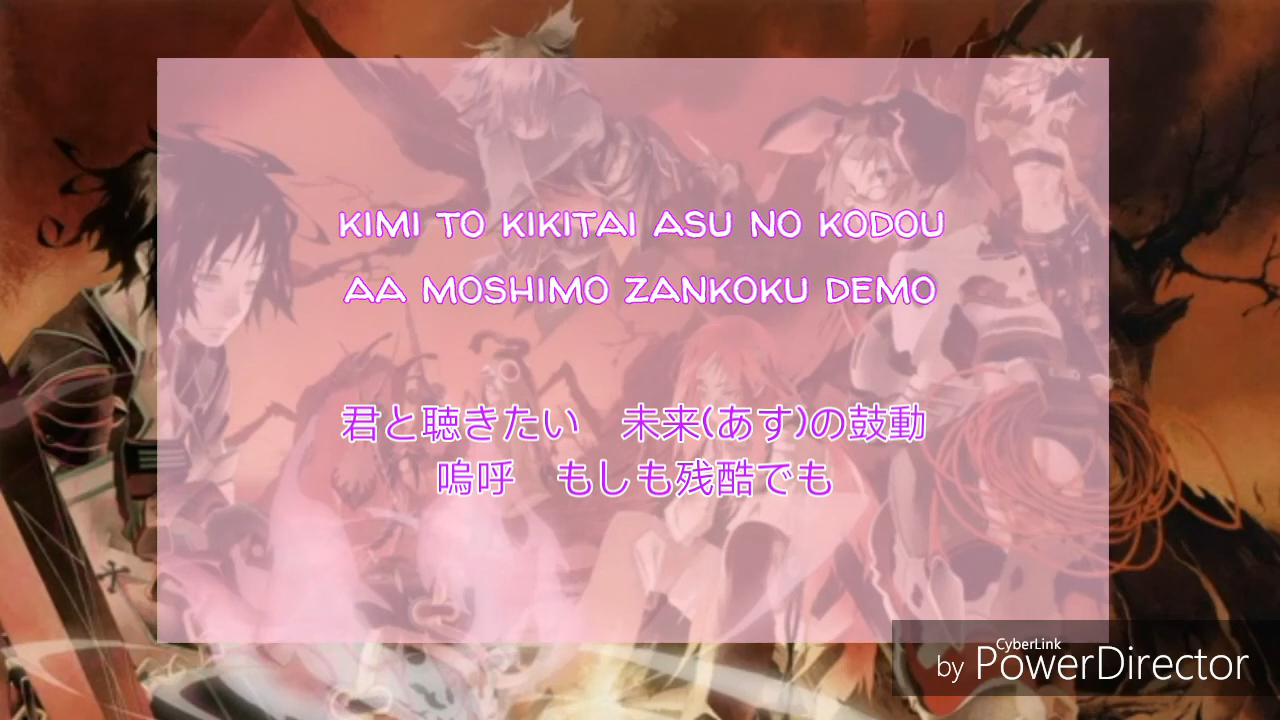 KIMI TO KIKITAI ASU NO KODOU
AA MOSHIMO ZANKOKU DEMO
君と聴きたい　未来(あす)の鼓動
嗚呼　もしも残酷でも
CyberLink
by PowerDirector